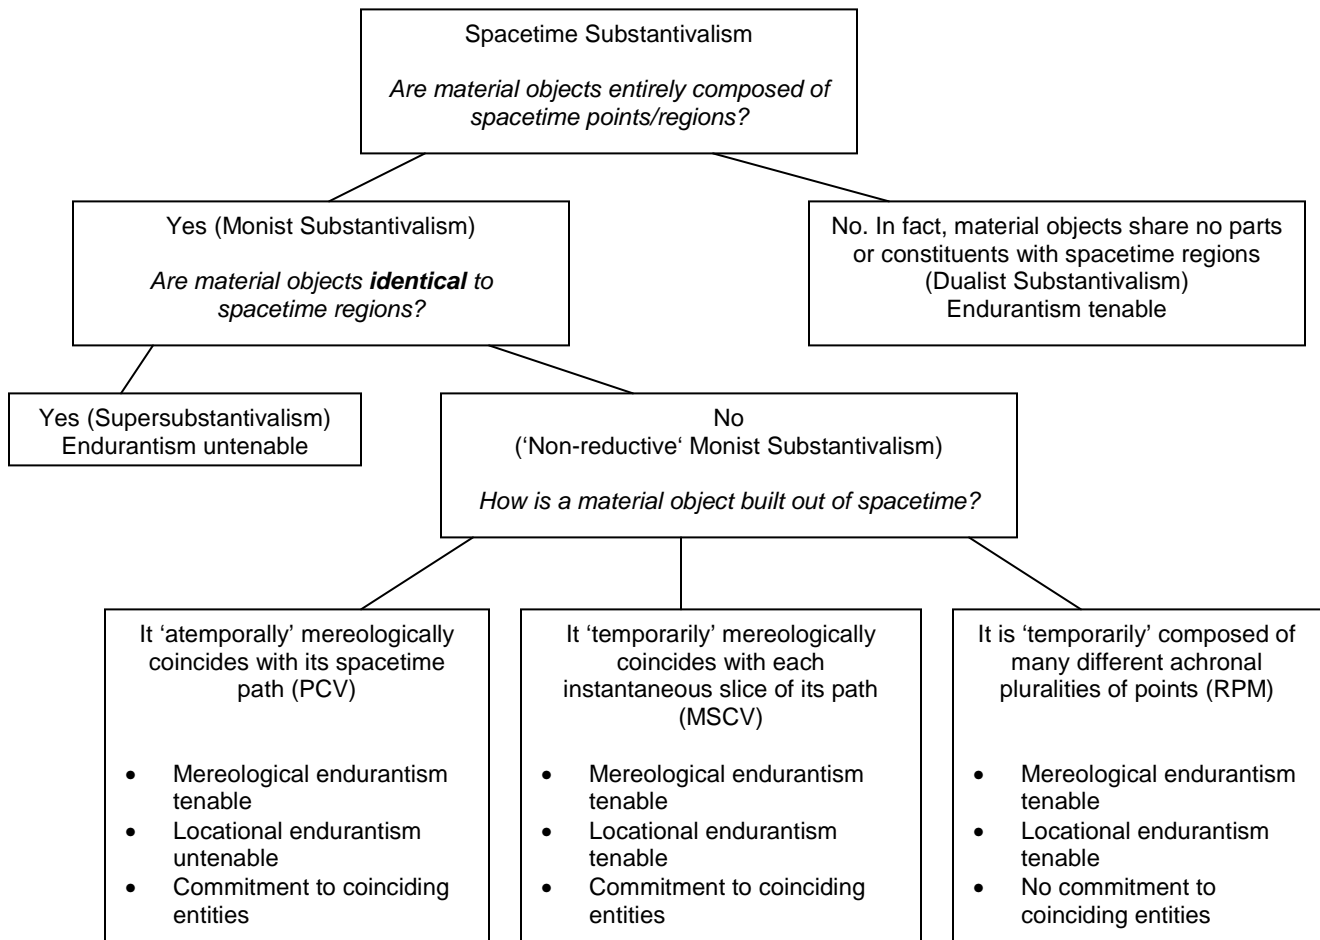 Spacetime Substantivalism
Are material objects entirely composed of
spacetime points/regions?
Yes (Monist Substantivalism)
Are material objects identical to
spacetime regions?
No. In fact, material objects share no parts
or constituents with spacetime regions
(Dualist Substantivalism)
Endurantism tenable
Yes (Supersubstantivalism)
Endurantism untenable
No
(‘Non-reductive‘ Monist Substantivalism)
How is a material object built out of spacetime?
It ‘atemporally’ mereologically
coincides with its spacetime
path (PCV)
• Mereological endurantism
tenable
• Locational endurantism
untenable
• Commitment to coinciding
entities
It ‘temporarily’ mereologically
coincides with each
instantaneous slice of its path
(MSCV)
• Mereological endurantism
tenable
• Locational endurantism
tenable
• Commitment to coinciding
entities
It is ‘temporarily’ composed of
many different achronal
pluralities of points (RPM)
• Mereological endurantism
tenable
• Locational endurantism
tenable
• No commitment to
coinciding entities